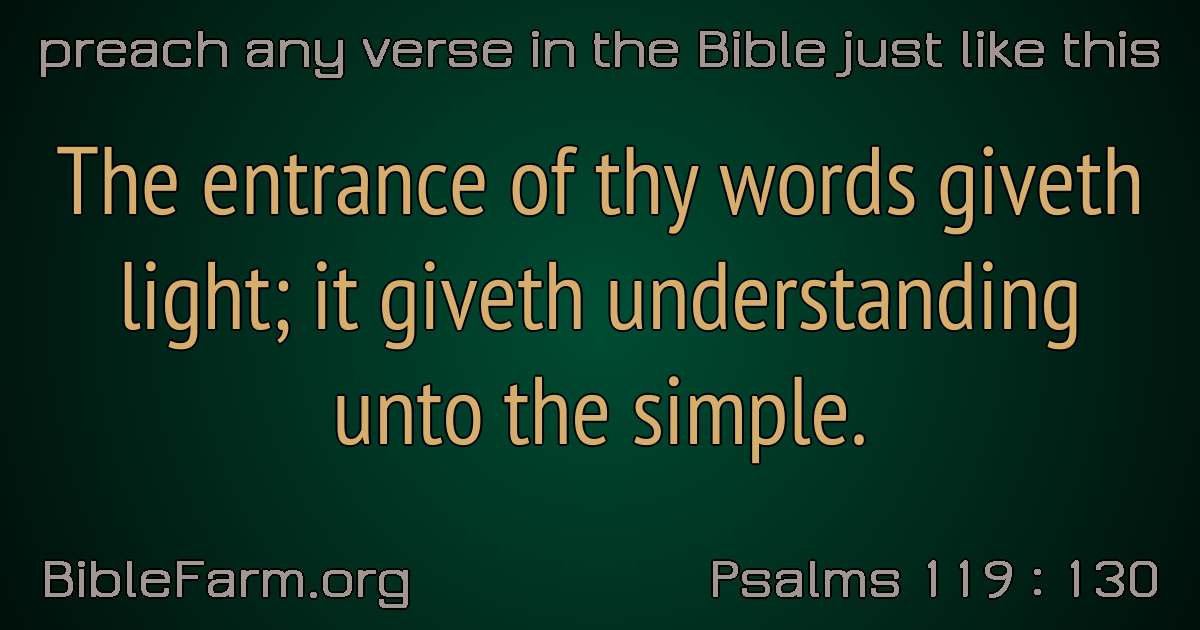 preach any verse in the Bible just like this
The entrance of thy words giveth
light; it giveth understanding
unto the simple.
BibleFarm.org
Psalms 119 : 130